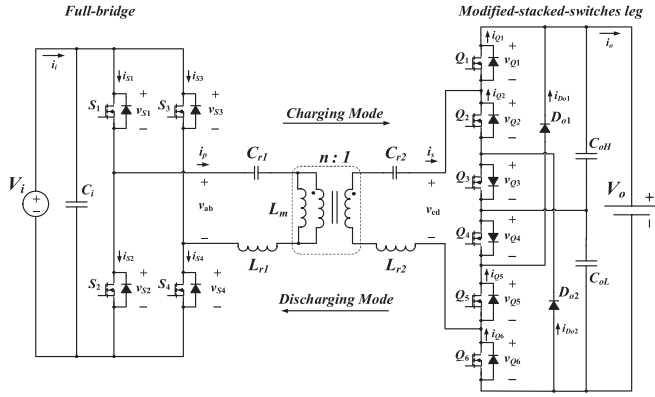 Full-bridge
Modified-stacked-switches leg
i_i
i_S1
i_S3
S_1
+
v_S1
−
S_3
+
v_S3
−
V_i
+
−
C_i
Charging Mode
i_p
C_r1
n : 1
C_r2
i_s
+
v_ab
−
L_m
+
v_cd
−
L_r1
L_r2
Discharging Mode
i_S2
i_S4
S_2
+
v_S2
−
S_4
+
v_S4
−
i_o
Q_1
+
v_Q1
−
i_Q1
i_Q2
Q_2
+
v_Q2
−
i_Do1
D_o1
C_oH
Q_3
+
v_Q3
−
V_o
+
−
Q_4
+
v_Q4
−
i_Q5
C_oL
Q_5
+
v_Q5
−
D_o2
i_Do2
i_Q6
Q_6
+
v_Q6
−